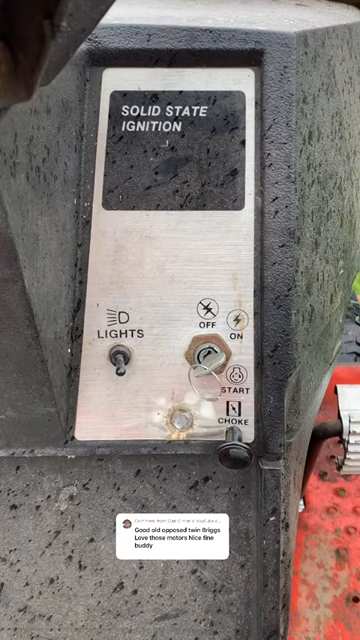 SOLID STATE
IGNITION
LIGHTS
OFF
ON
START
CHOKE
Good old opposed twin Briggs
Love those motors Nice fine
buddy